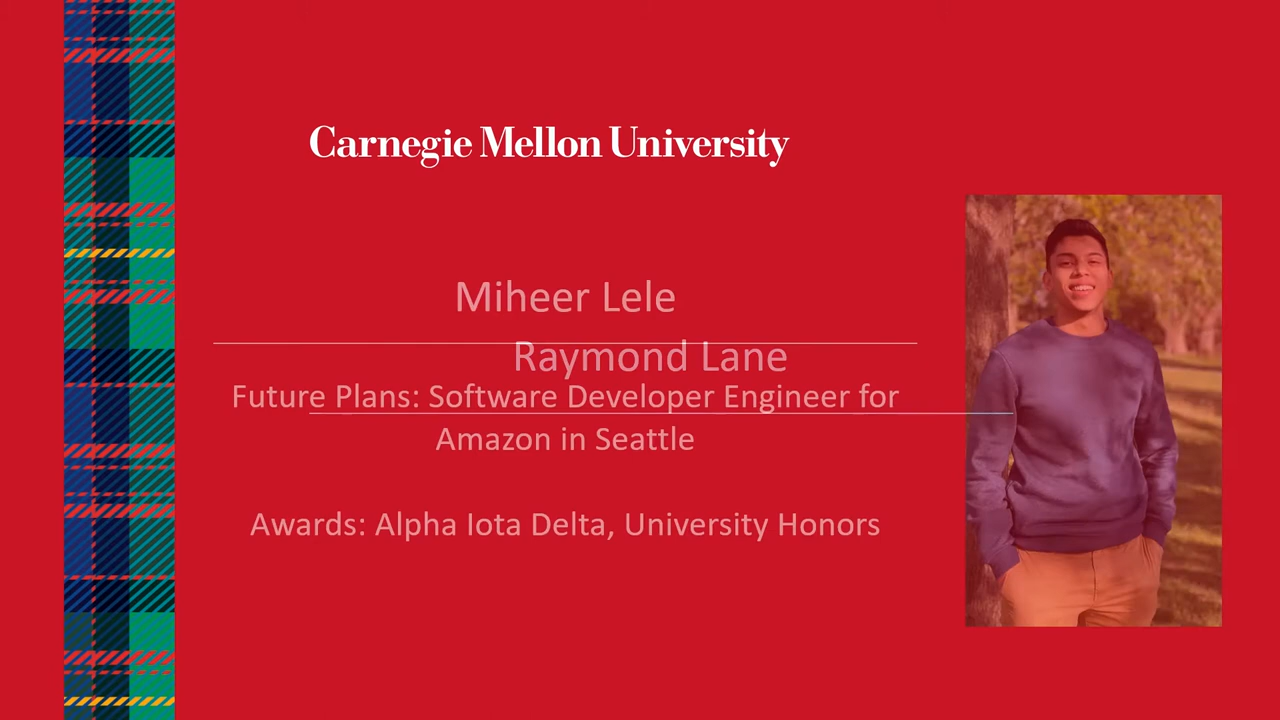 Carnegie Mellon University
Miheer Lele
Raymond Lane
Future Plans: Software Developer Engineer for
Amazon in Seattle
Awards: Alpha Iota Delta, University Honors